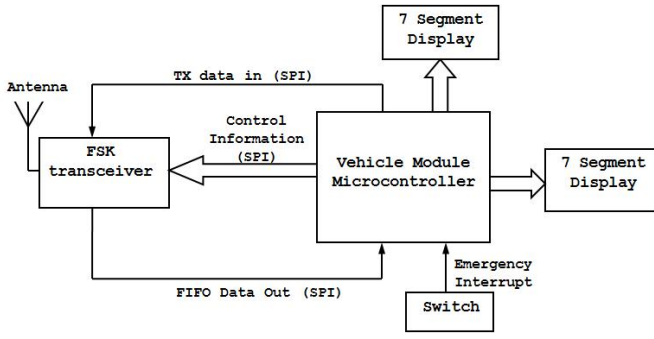 7 Segment
Display
TX data in (SPI)
Antenna
Control
Information
(SPI)
FSK
transceiver
Vehicle Module
Microcontroller
7 Segment
Display
Emergency
Interrupt
FIFO Data Out (SPI)
Switch